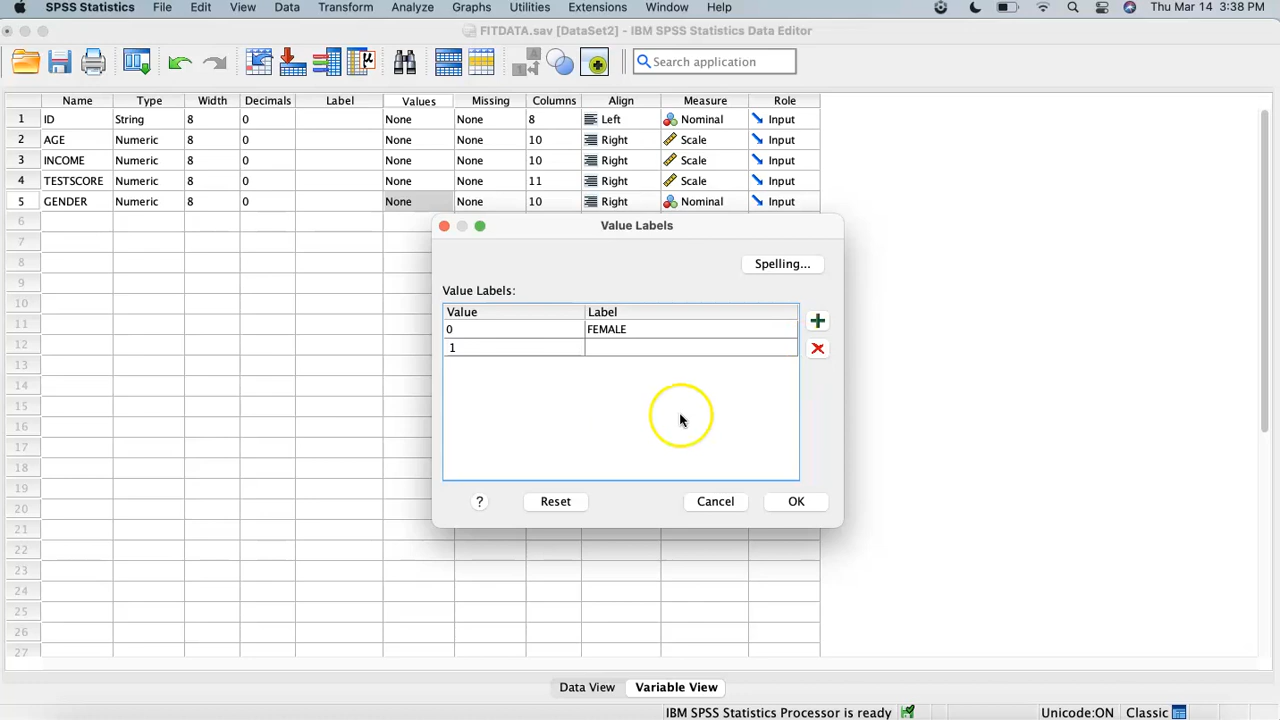 SPSS Statistics File Edit View Data Transform Analyze Graphs Utilities Extensions Window Help Thu Mar 14 3:38 PM
FITDATA.sav [DataSet2] - IBM SPSS Statistics Data Editor
Search application
Name Type Width Decimals Label Values Missing Columns Align Measure Role
1 ID String 8 0 None None 8 Left Nominal Input
2 AGE Numeric 8 0 None None 10 Right Scale Input
3 INCOME Numeric 8 0 None None 10 Right Scale Input
4 TESTSCORE Numeric 8 0 None None 11 Right Scale Input
5 GENDER Numeric 8 0 None None 10 Right Nominal Input
6
7
8
9
10
11
12
13
14
15
16
17
18
19
20
21
22
23
24
25
26
27
Value Labels
Spelling...
Value Labels:
Value Label
0 FEMALE
1
? Reset Cancel OK
Data View Variable View
IBM SPSS Statistics Processor is ready Unicode:ON Classic